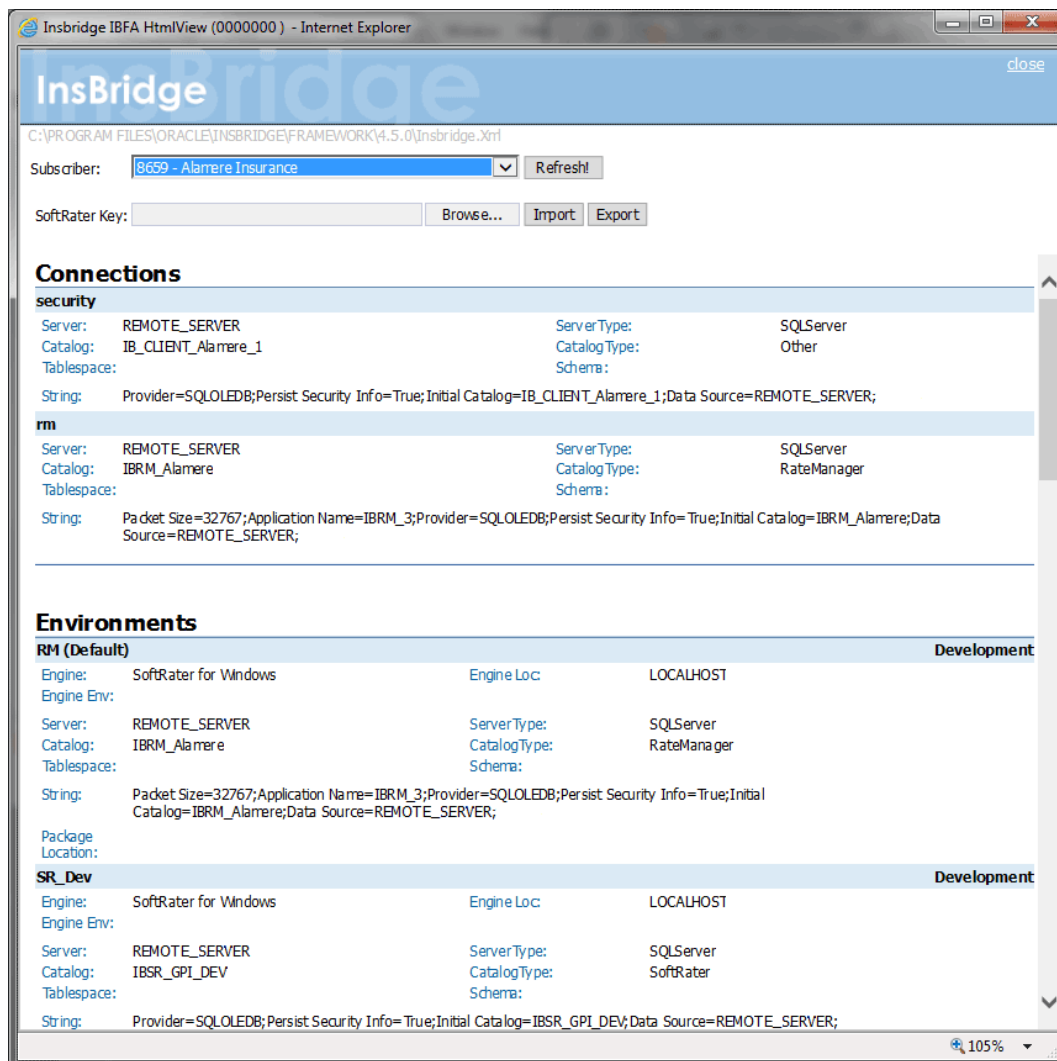 Insbridge IBFA HtmlView (0000000 ) - Internet Explorer
close
InsBridge
C:\PROGRAM FILES\ORACLE\INSBRIDGE\FRAMEWORK\4.5.0\Insbridge.Xml
Subscriber: 8659 - Alamere Insurance Refresh!
SoftRater Key: Browse... Import Export
Connections
security
Server: REMOTE_SERVER ServerType: SQLServer
Catalog: IB_CLIENT_Alamere_1 CatalogType: Other
Tablespace: Schema:
String: Provider=SQLOLEDB;Persist Security Info=True;Initial Catalog=IB_CLIENT_Alamere_1;Data Source=REMOTE_SERVER;
rm
Server: REMOTE_SERVER ServerType: SQLServer
Catalog: IBRM_Alamere CatalogType: RateManager
Tablespace: Schema:
String: Packet Size=32767;Application Name=IBRM_3;Provider=SQLOLEDB;Persist Security Info=True;Initial Catalog=IBRM_Alamere;Data
Source=REMOTE_SERVER;
Environments
RM (Default) Development
Engine: SoftRater for Windows Engine Loc: LOCALHOST
Engine Env:
Server: REMOTE_SERVER ServerType: SQLServer
Catalog: IBRM_Alamere CatalogType: RateManager
Tablespace: Schema:
String: Packet Size=32767;Application Name=IBRM_3;Provider=SQLOLEDB;Persist Security Info=True;Initial
Catalog=IBRM_Alamere;Data Source=REMOTE_SERVER;
Package
Location:
SR_Dev Development
Engine: SoftRater for Windows Engine Loc: LOCALHOST
Engine Env:
Server: REMOTE_SERVER ServerType: SQLServer
Catalog: IBSR_GPI_DEV CatalogType: SoftRater
Tablespace: Schema:
String: Provider=SQLOLEDB;Persist Security Info=True;Initial Catalog=IBSR_GPI_DEV;Data Source=REMOTE_SERVER;
105%